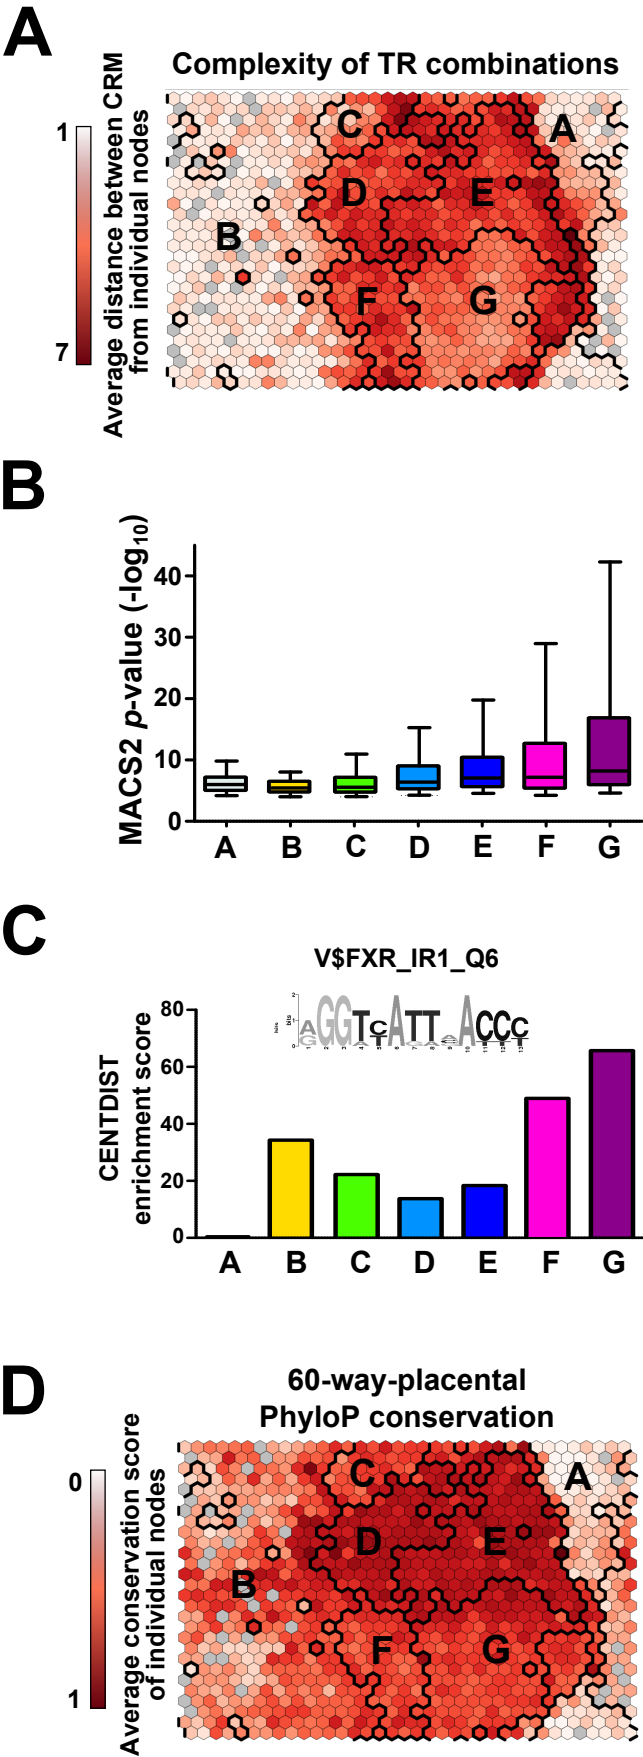 A
Complexity of TR combinations
Average distance between CRM
from individual nodes
1
7
A
B
C
D
E
F
G
B
MACS2 p-value (-log10)
40
30
20
10
0
A B C D E F G
C
V$FXR_IR1_Q6
CENTDIST
enrichment score
80
60
40
20
0
A B C D E F G
D
60-way-placental
PhyloP conservation
Average conservation score
of individual nodes
0
1
A
B
C
D
E
F
G